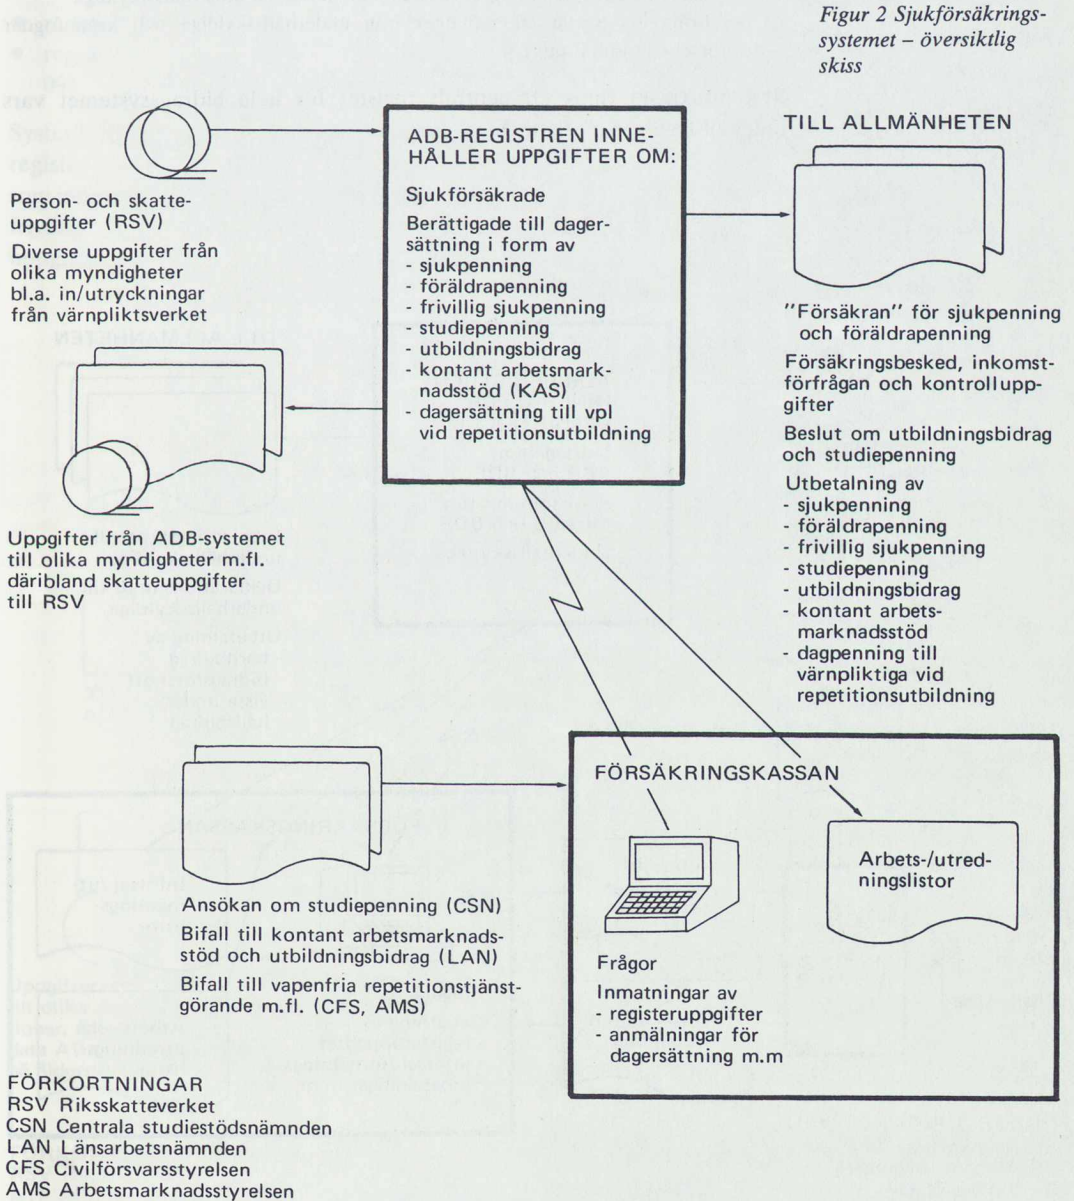 Figur 2 Sjukförsäkrings-
systemet – översiktlig
skiss
Person- och skatte-
uppgifter (RSV)
Diverse uppgifter från
olika myndigheter
bl.a. in/utryckningar
från värnpliktsverket
Uppgifter från ADB-systemet
till olika myndigheter m.fl.
däribland skatteuppgifter
till RSV
ADB-REGISTREN INNE-
HÅLLER UPPGIFTER OM:
Sjukförsäkrade
Berättigade till dager-
sättning i form av
- sjukpenning
- föräldrapenning
- frivillig sjukpenning
- studiepenning
- utbildningsbidrag
- kontant arbetsmark-
nadsstöd (KAS)
- dagersättning till vpl
vid repetitionsutbildning
TILL ALLMÄNHETEN
"Försäkran" för sjukpenning
och föräldrapenning
Försäkringsbesked, inkomst-
förfrågan och kontrollupp-
gifter
Beslut om utbildningsbidrag
och studiepenning
Utbetalning av
- sjukpenning
- föräldrapenning
- frivillig sjukpenning
- studiepenning
- utbildningsbidrag
- kontant arbets-
marknadsstöd
- dagpenning till
värnpliktiga vid
repetitionsutbildning
Ansökan om studiepenning (CSN)
Bifall till kontant arbetsmarknads-
stöd och utbildningsbidrag (LAN)
Bifall till vapenfria repetitionstjänst-
görande m.fl. (CFS, AMS)
FÖRSÄKRINGSKASSAN
Arbets-/utred-
ningslistor
Frågor
Inmatningar av
- registeruppgifter
- anmälningar för
dagersättning m.m
FÖRKORTNINGAR
RSV Riksskatteverket
CSN Centrala studiestödsnämnden
LAN Länsarbetsnämnden
CFS Civilförsvarsstyrelsen
AMS Arbetsmarknadsstyrelsen